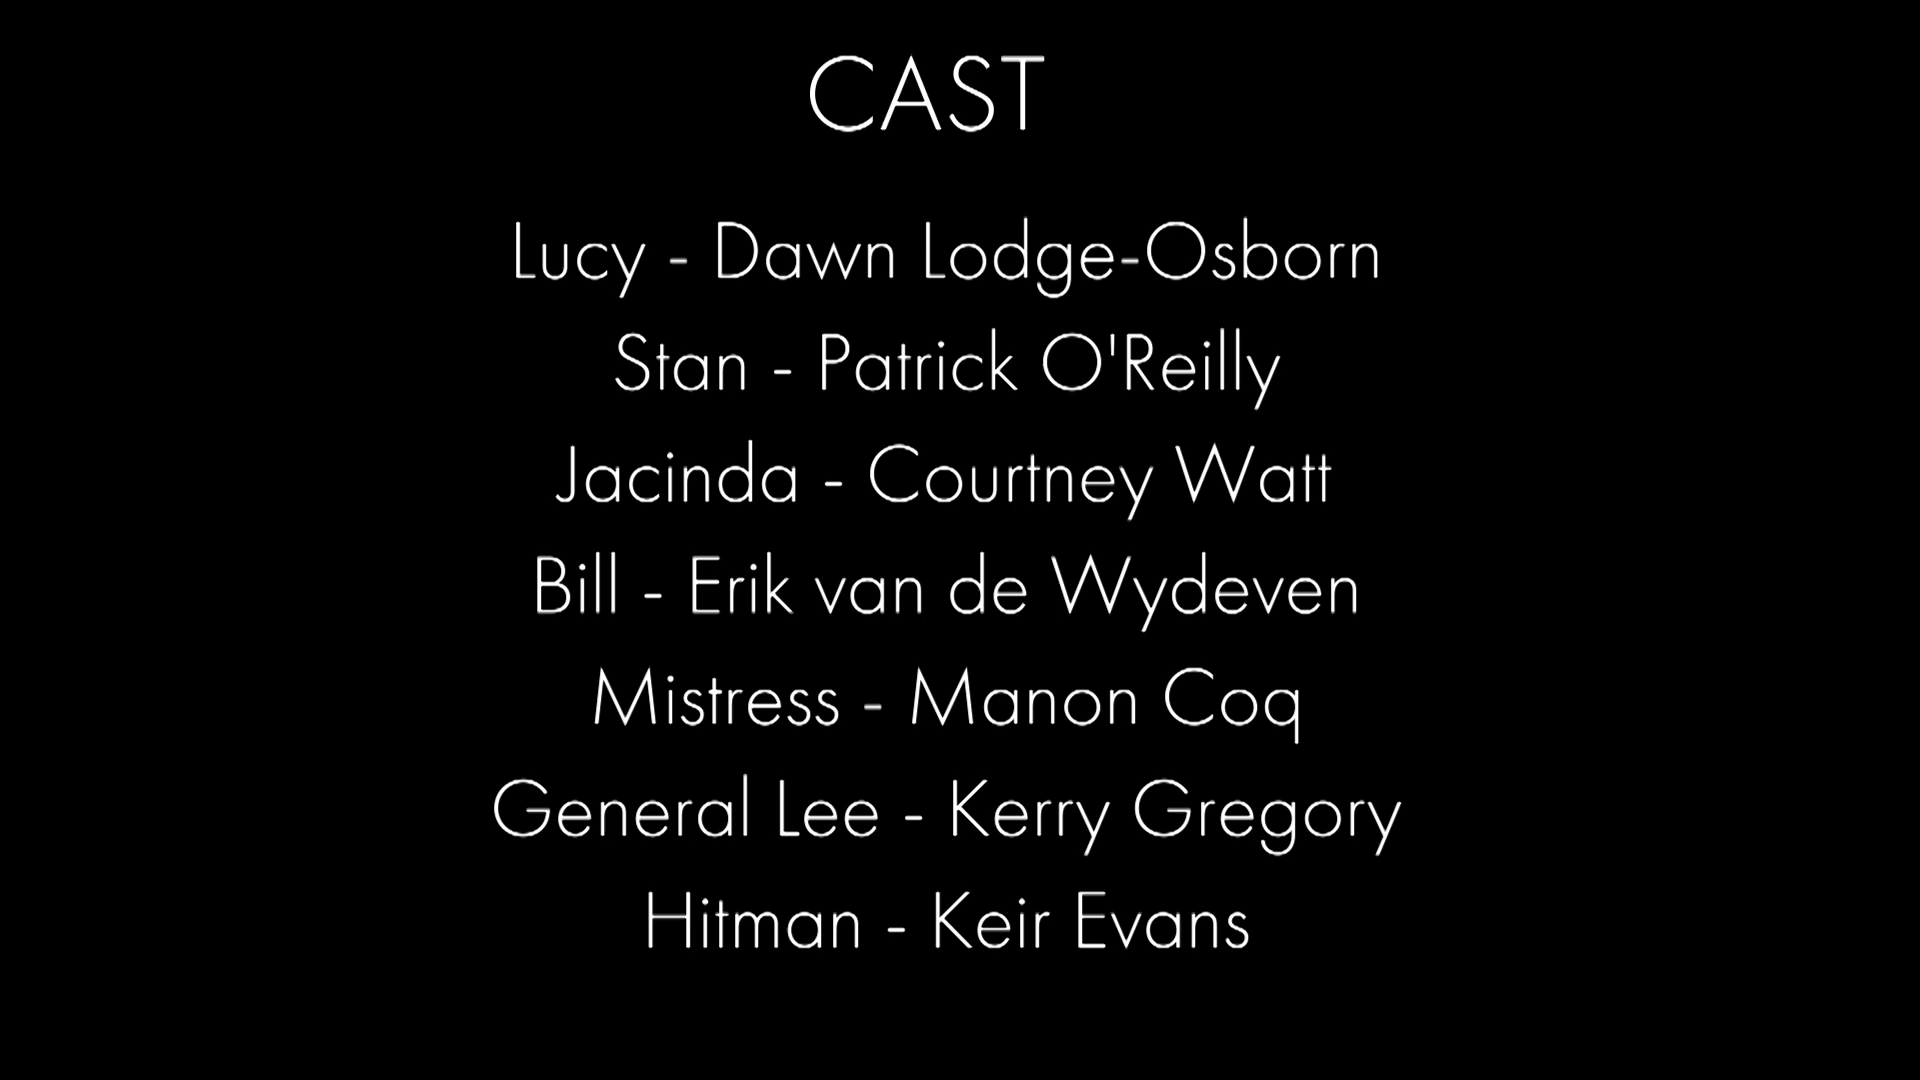 CAST
Lucy - Dawn Lodge-Osborn
Stan - Patrick O'Reilly
Jacinda - Courtney Watt
Bill - Erik van de Wydeven
Mistress - Manon Coq
General Lee - Kerry Gregory
Hitman - Keir Evans